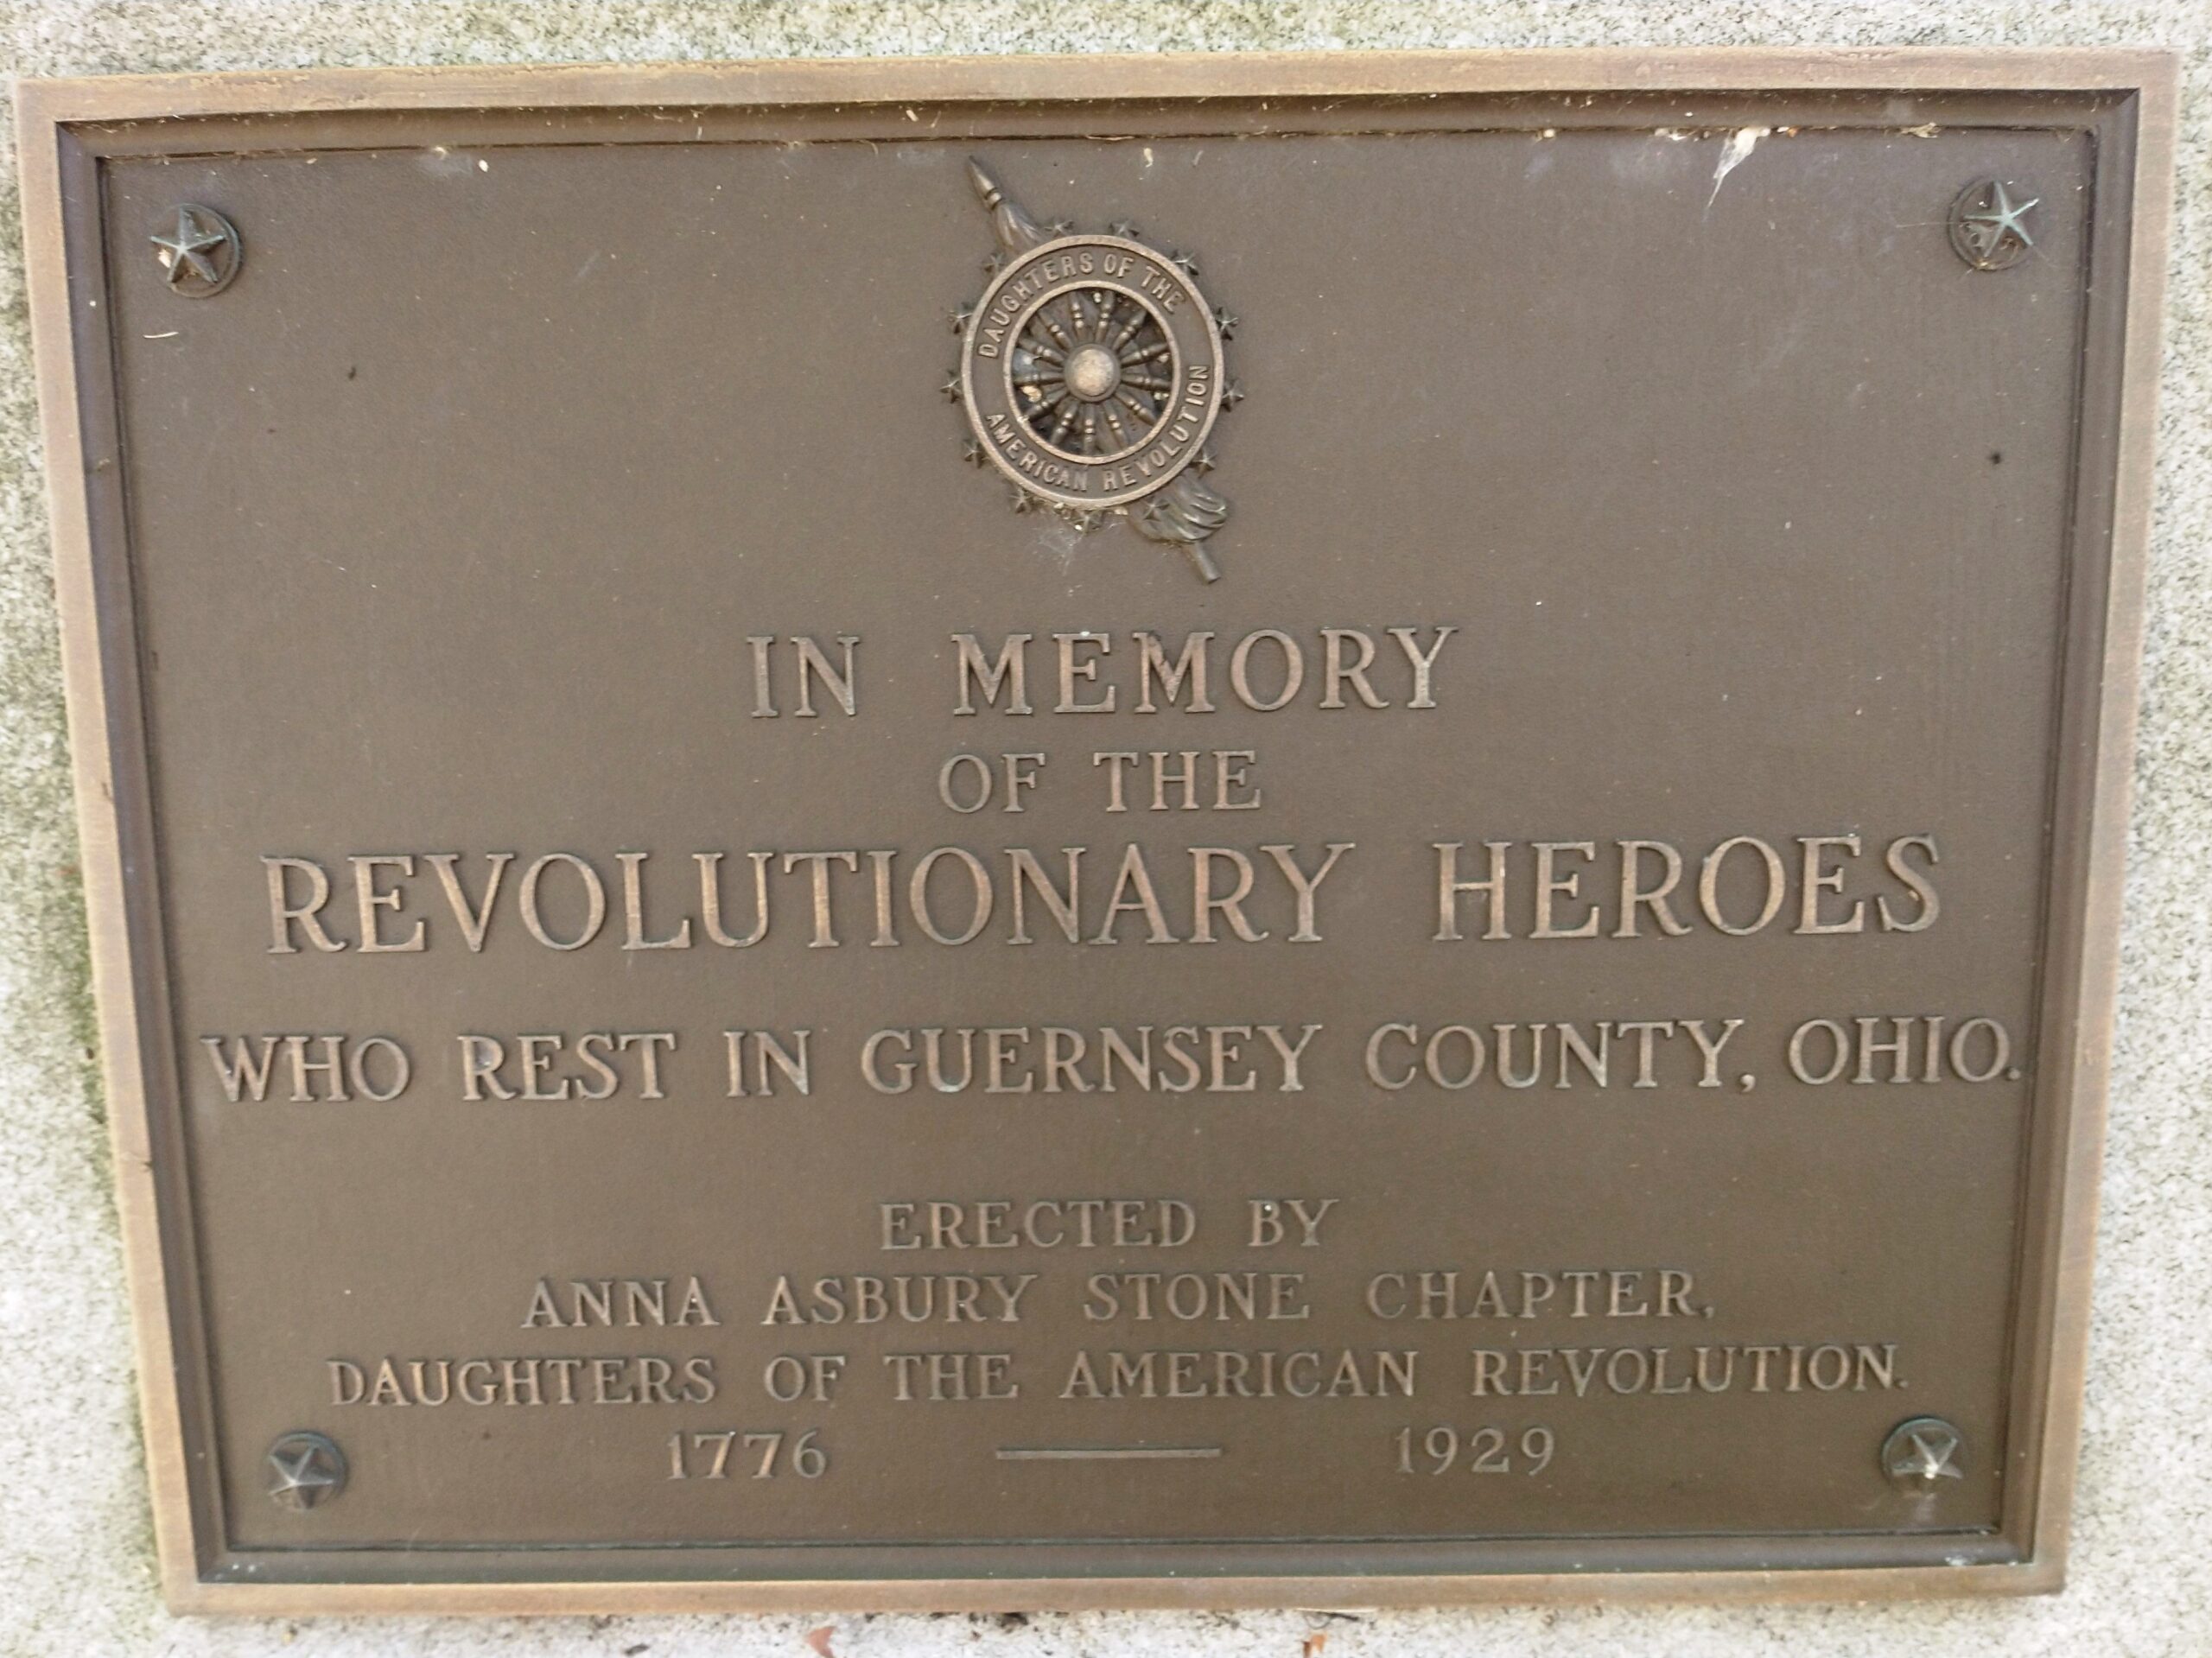 DAUGHTERS OF THE
AMERICAN REVOLUTION
IN MEMORY
OF THE
REVOLUTIONARY HEROES
WHO REST IN GUERNSEY COUNTY, OHIO.
ERECTED BY
ANNA ASBURY STONE CHAPTER,
DAUGHTERS OF THE AMERICAN REVOLUTION.
1776 — 1929